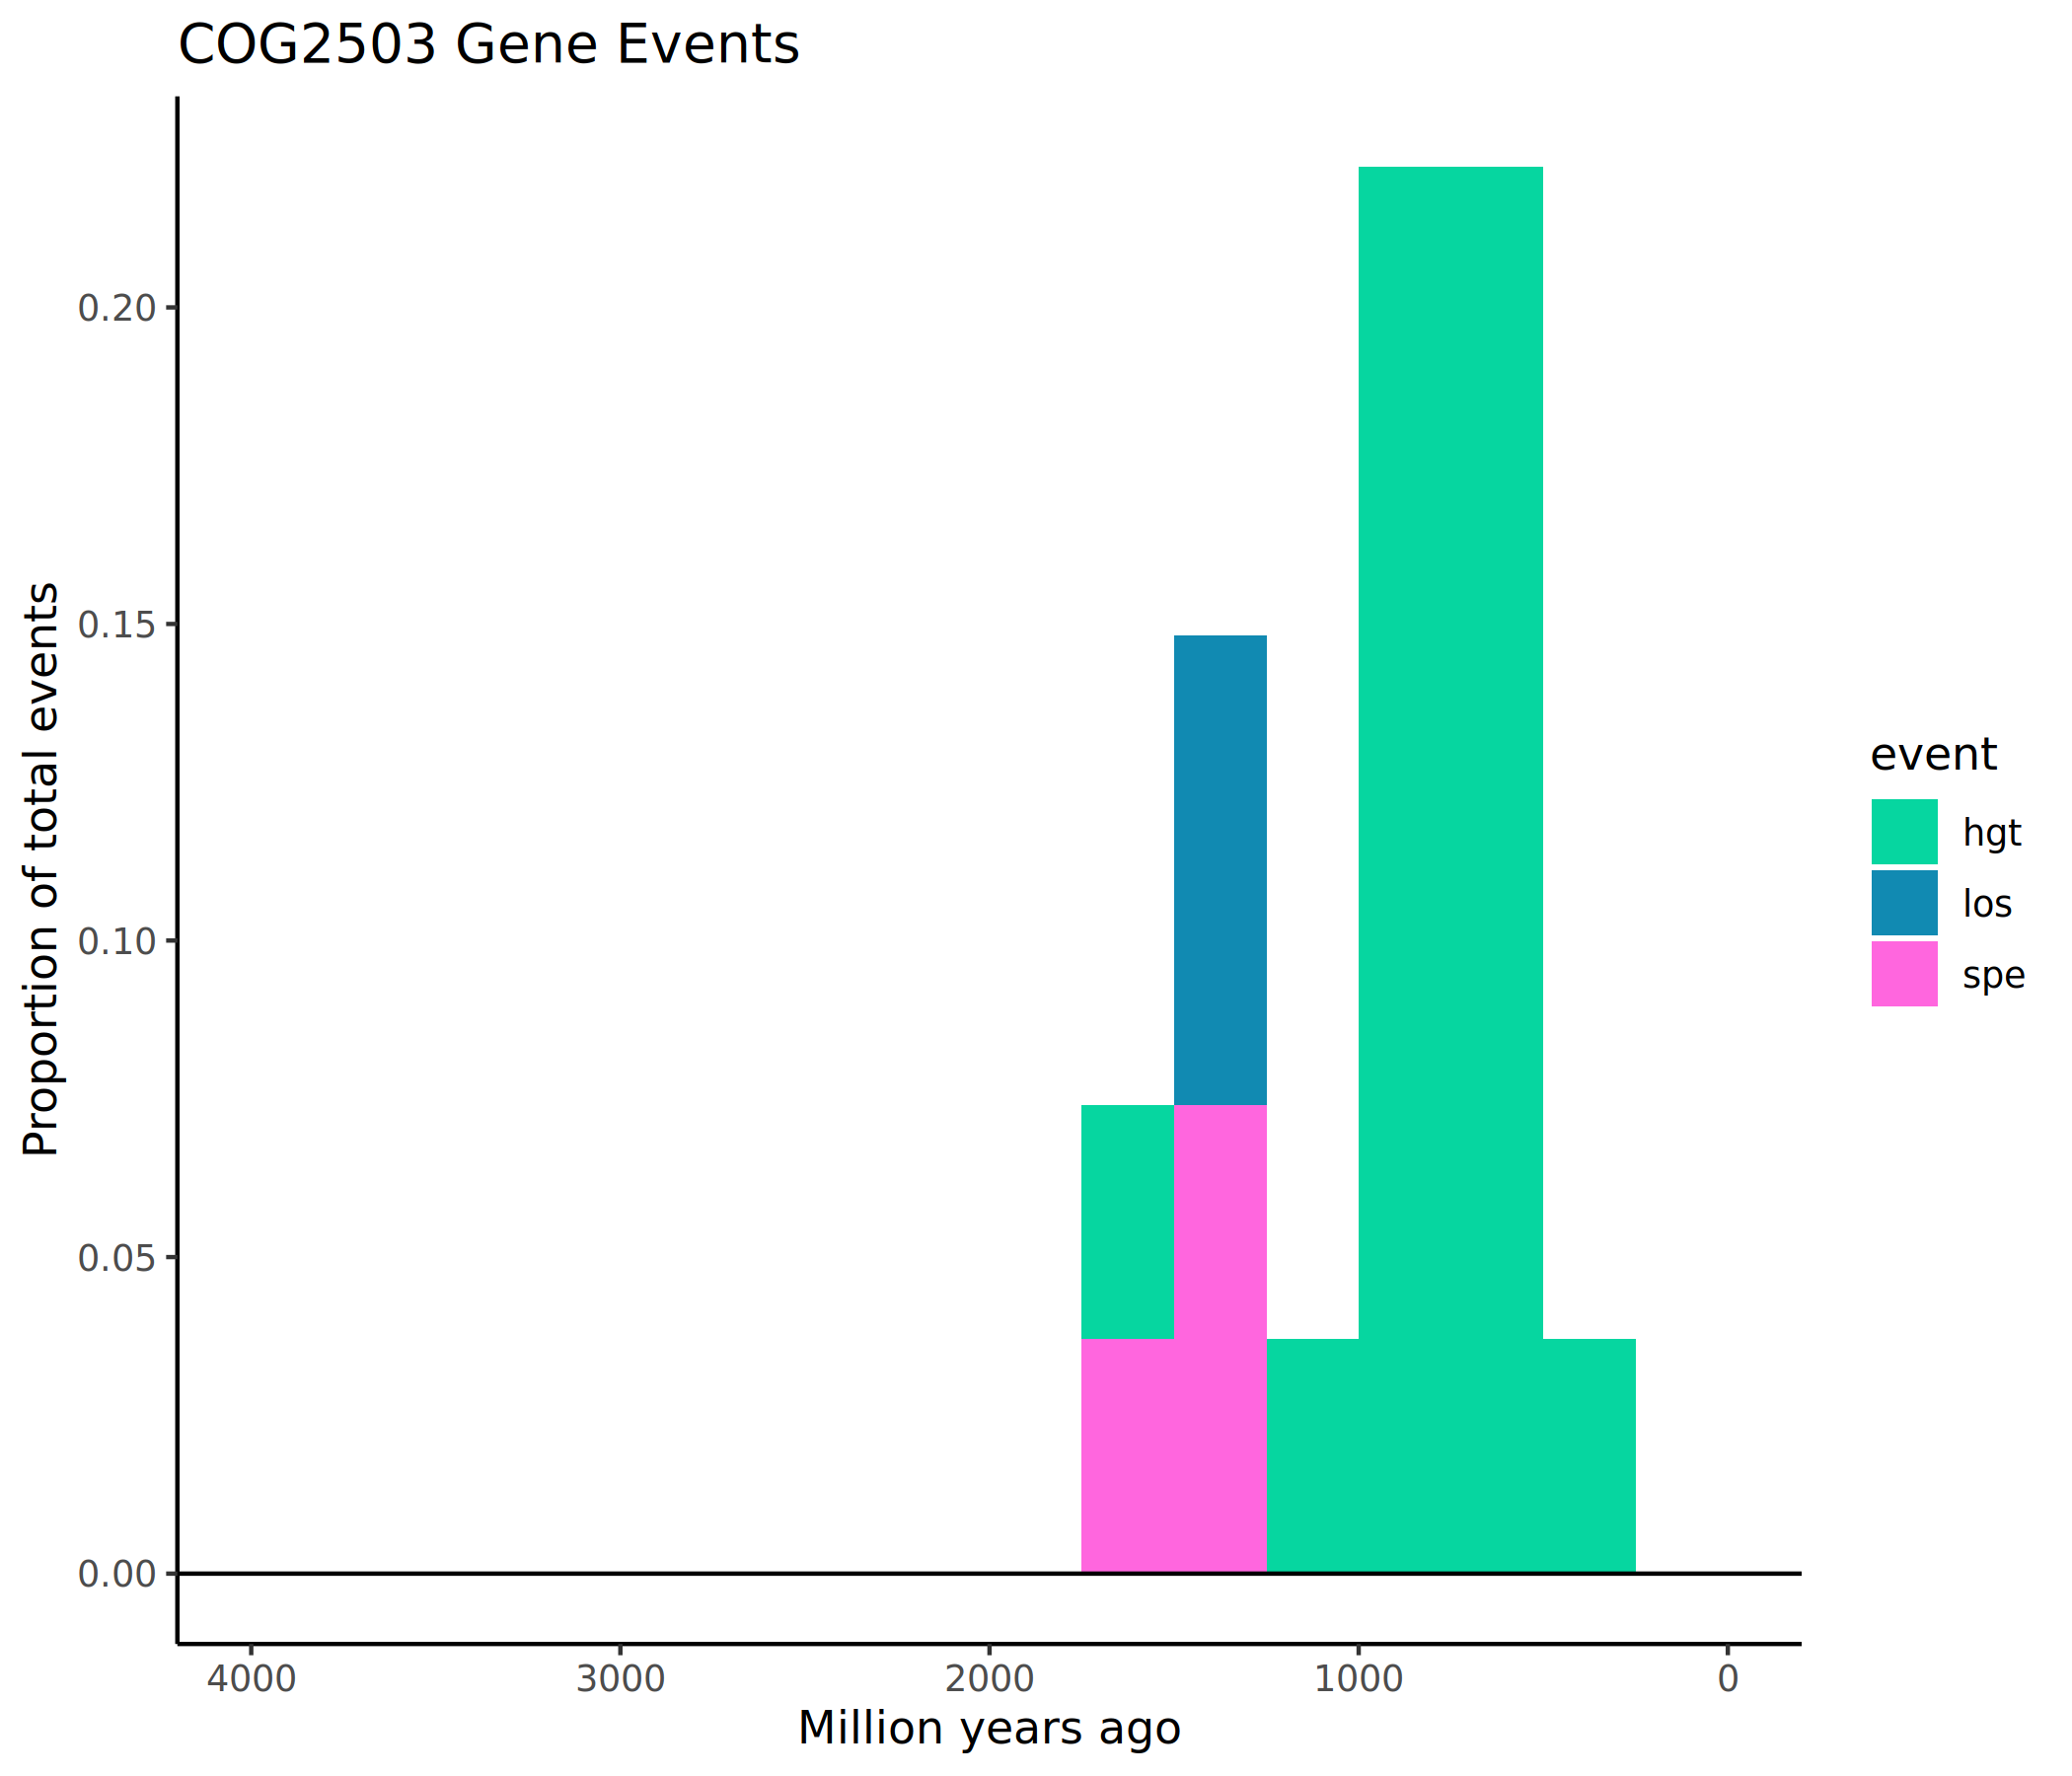 COG2503 Gene Events
Proportion of total events
0.20
0.15
0.10
0.05
0.00
4000 3000 2000 1000 0
Million years ago
event
hgt
los
spe